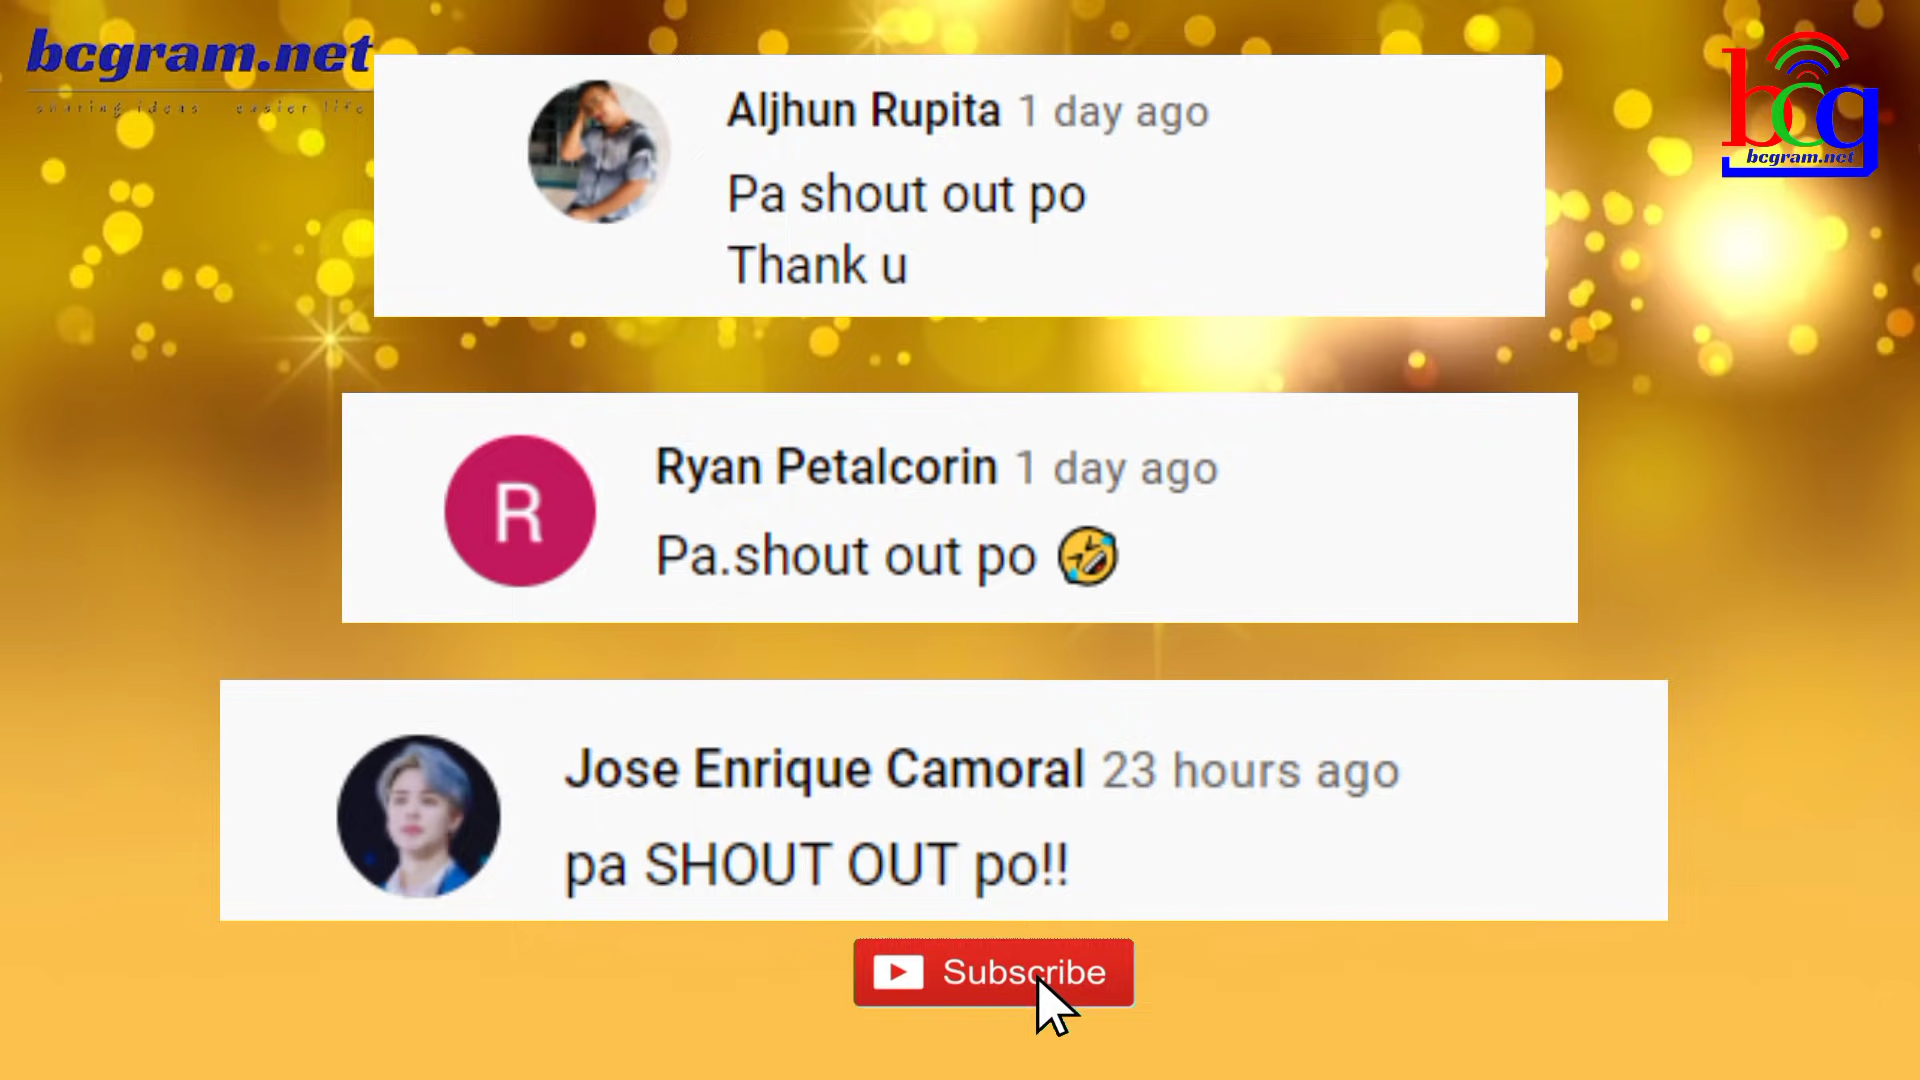 bcgram.net
sharing ideas easier life
bcg
bcgram.net
Aljhun Rupita 1 day ago
Pa shout out po
Thank u
R
Ryan Petalcorin 1 day ago
Pa.shout out po 🤣
Jose Enrique Camoral 23 hours ago
pa SHOUT OUT po!!
Subscribe